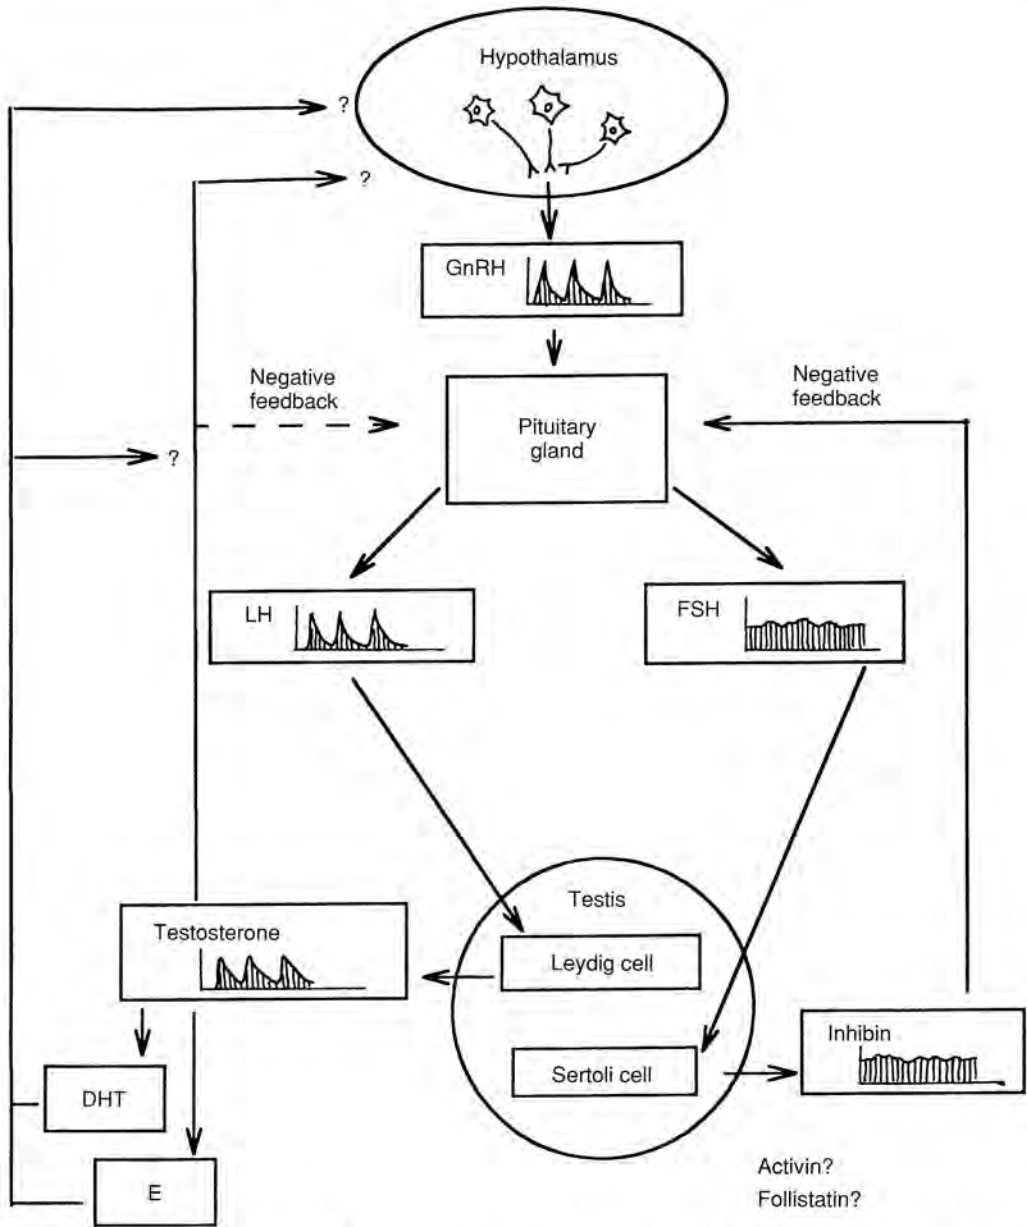 Hypothalamus
?
?
GnRH
Negative
feedback
Negative
feedback
Pituitary
gland
?
LH
FSH
Testis
Testosterone
Leydig cell
Inhibin
Sertoli cell
DHT
E
Activin?
Follistatin?